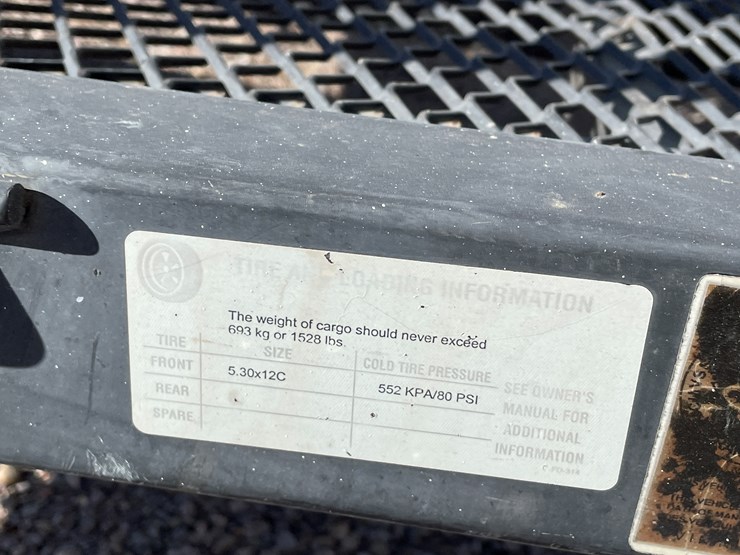 TIRE AND LOADING INFORMATION
The weight of cargo should never exceed
693 kg or 1528 lbs.
TIRE SIZE COLD TIRE PRESSURE
FRONT 5.30x12C 552 KPA/80 PSI
REAR
SPARE
SEE OWNER'S
MANUAL FOR
ADDITIONAL
INFORMATION